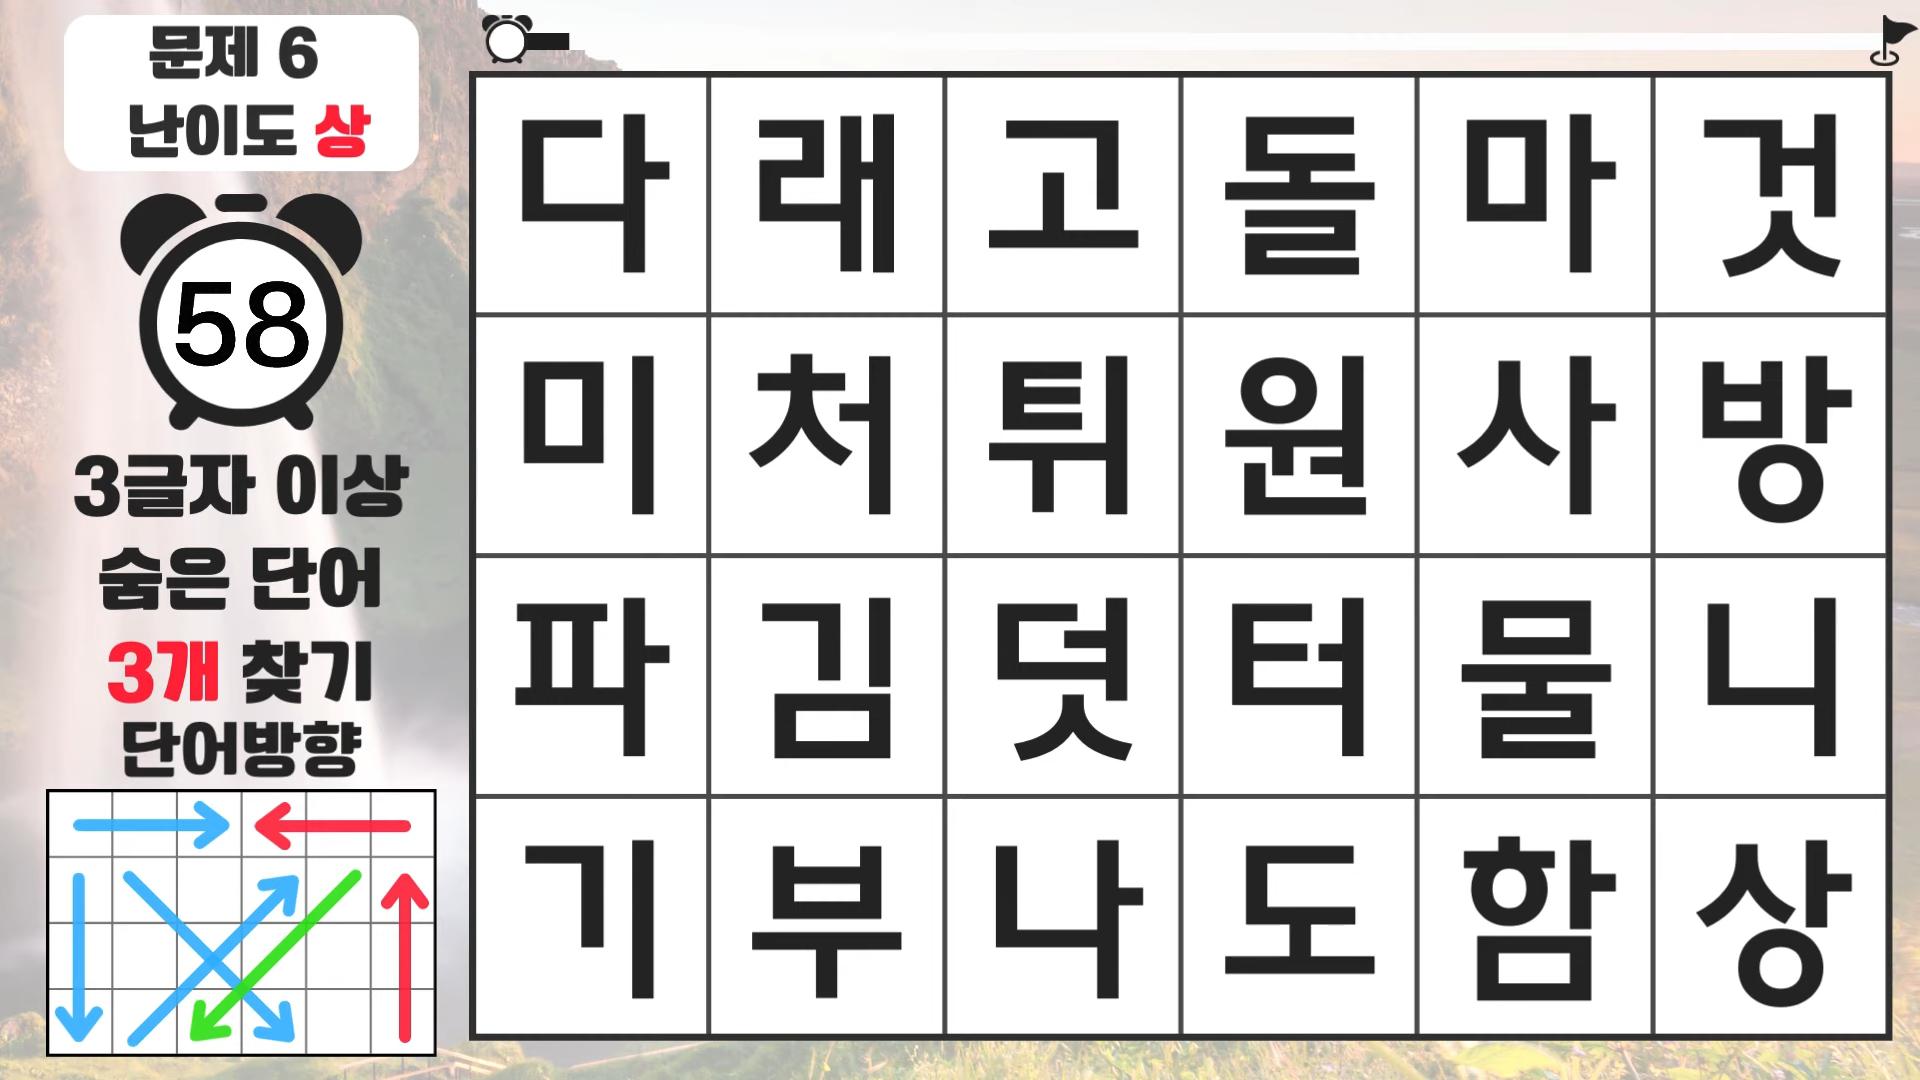 문제 6
난이도 상
58
3글자 이상
숨은 단어
3개 찾기
단어방향
다 래 고 돌 마 것
미 처 튀 원 사 방
파 김 덧 터 물 니
기 부 나 도 함 상